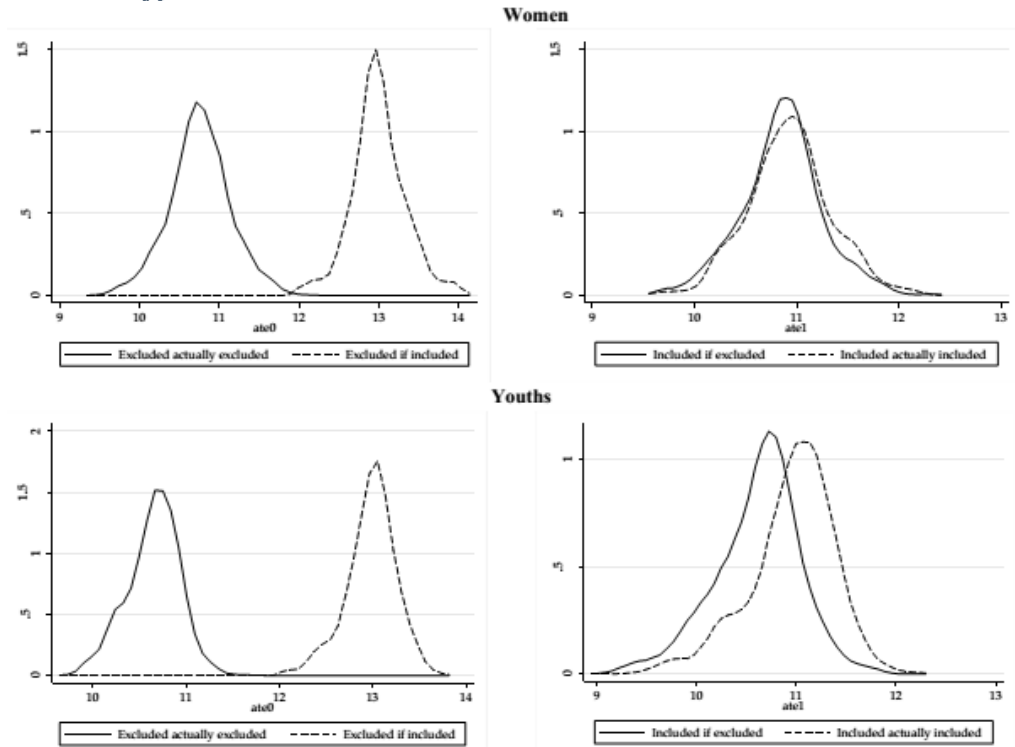 Women
1.5
1
.5
0
9 10 11 12 13 14
ate0
Excluded actually excluded Excluded if included
1.5
1
.5
0
9 10 11 12 13
ate1
Included if excluded Included actually included
Youths
2
1.5
1
.5
0
10 11 12 13 14
ate0
Excluded actually excluded Excluded if included
1
.5
0
9 10 11 12 13
ate1
Included if excluded Included actually included